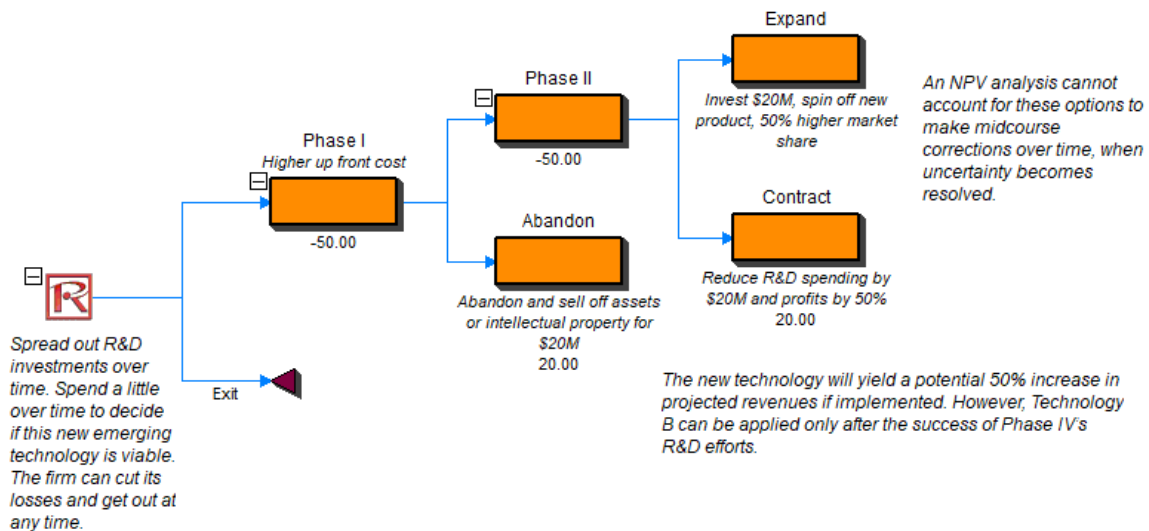 Expand
Invest $20M, spin off new
product, 50% higher market
share
An NPV analysis cannot
account for these options to
make midcourse
corrections over time, when
uncertainty becomes
resolved.
Phase II
-50.00
Phase I
Higher up front cost
-50.00
Contract
Reduce R&D spending by
$20M and profits by 50%
20.00
Abandon
Abandon and sell off assets
or intellectual property for
$20M
20.00
R
Spread out R&D
investments over
time. Spend a little
over time to decide
if this new emerging
technology is viable.
The firm can cut its
losses and get out at
any time.
Exit
The new technology will yield a potential 50% increase in
projected revenues if implemented. However, Technology
B can be applied only after the success of Phase IV's
R&D efforts.